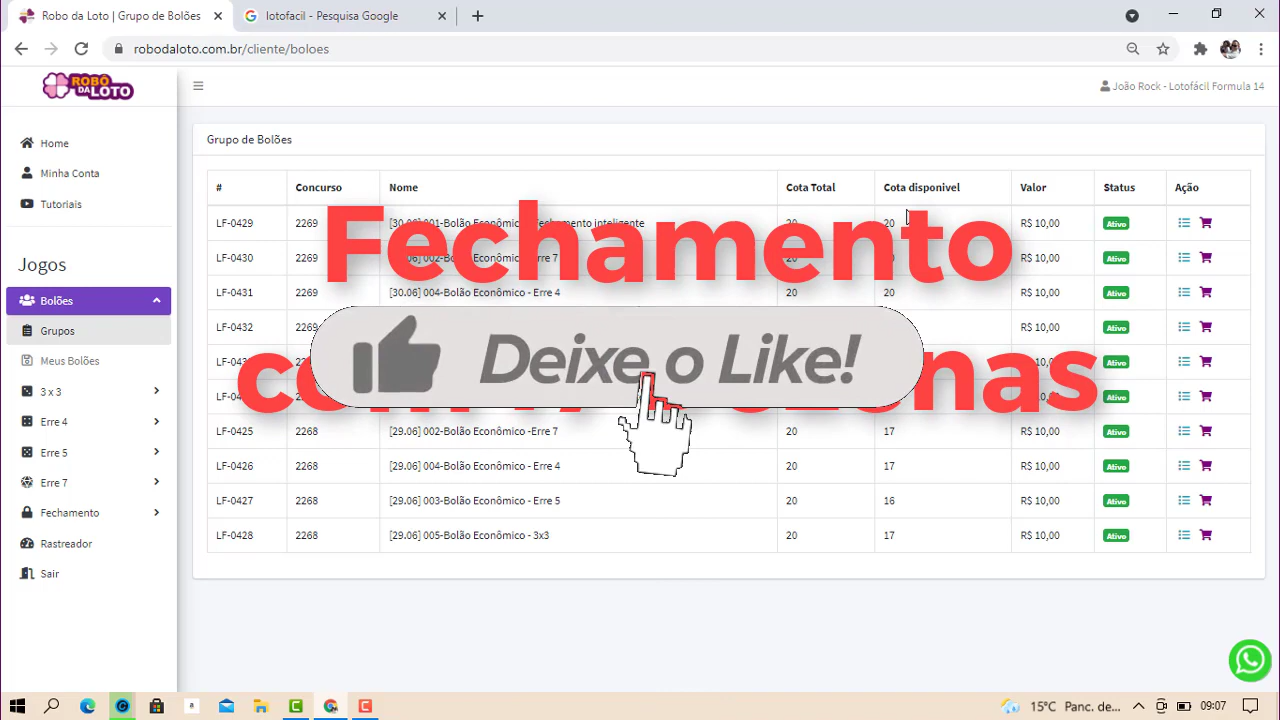 Robo da Loto | Grupo de Bolões
lotofacil - Pesquisa Google
robodaloto.com.br/cliente/boloes
ROBÔ DA LOTO
João Rock - Lotofácil Formula 14
Home
Minha Conta
Tutoriais
Jogos
Bolões
Grupos
Meus Bolões
3 x 3
Erre 4
Erre 5
Erre 7
Fechamento
Rastreador
Sair
Grupo de Bolões
# Concurso Nome Cota Total Cota disponivel Valor Status Ação
LF-0429 2269 20 20 R$ 10,00 Ativo
LF-0430 2269 R$ 10,00 Ativo
LF-0431 2269 [30.06] 004-Bolão Econômico - Erre 4 20 20 R$ 10,00 Ativo
LF-0432 R$ 10,00 Ativo
R$ 10,00 Ativo
R$ 10,00 Ativo
LF-0425 2268 [29.06] 002-Bolão Econômico -Erre 7 20 17 R$ 10,00 Ativo
LF-0426 2268 [29.06] 004-Bolão Econômico - Erre 4 20 17 R$ 10,00 Ativo
LF-0427 2268 [29.06] 003-Bolão Econômico - Erre 5 20 16 R$ 10,00 Ativo
LF-0428 2268 [29.06] 005-Bolão Econômico - 3x3 20 17 R$ 10,00 Ativo
Fechamento
Deixe o Like!
15°C Panc. de... 09:07